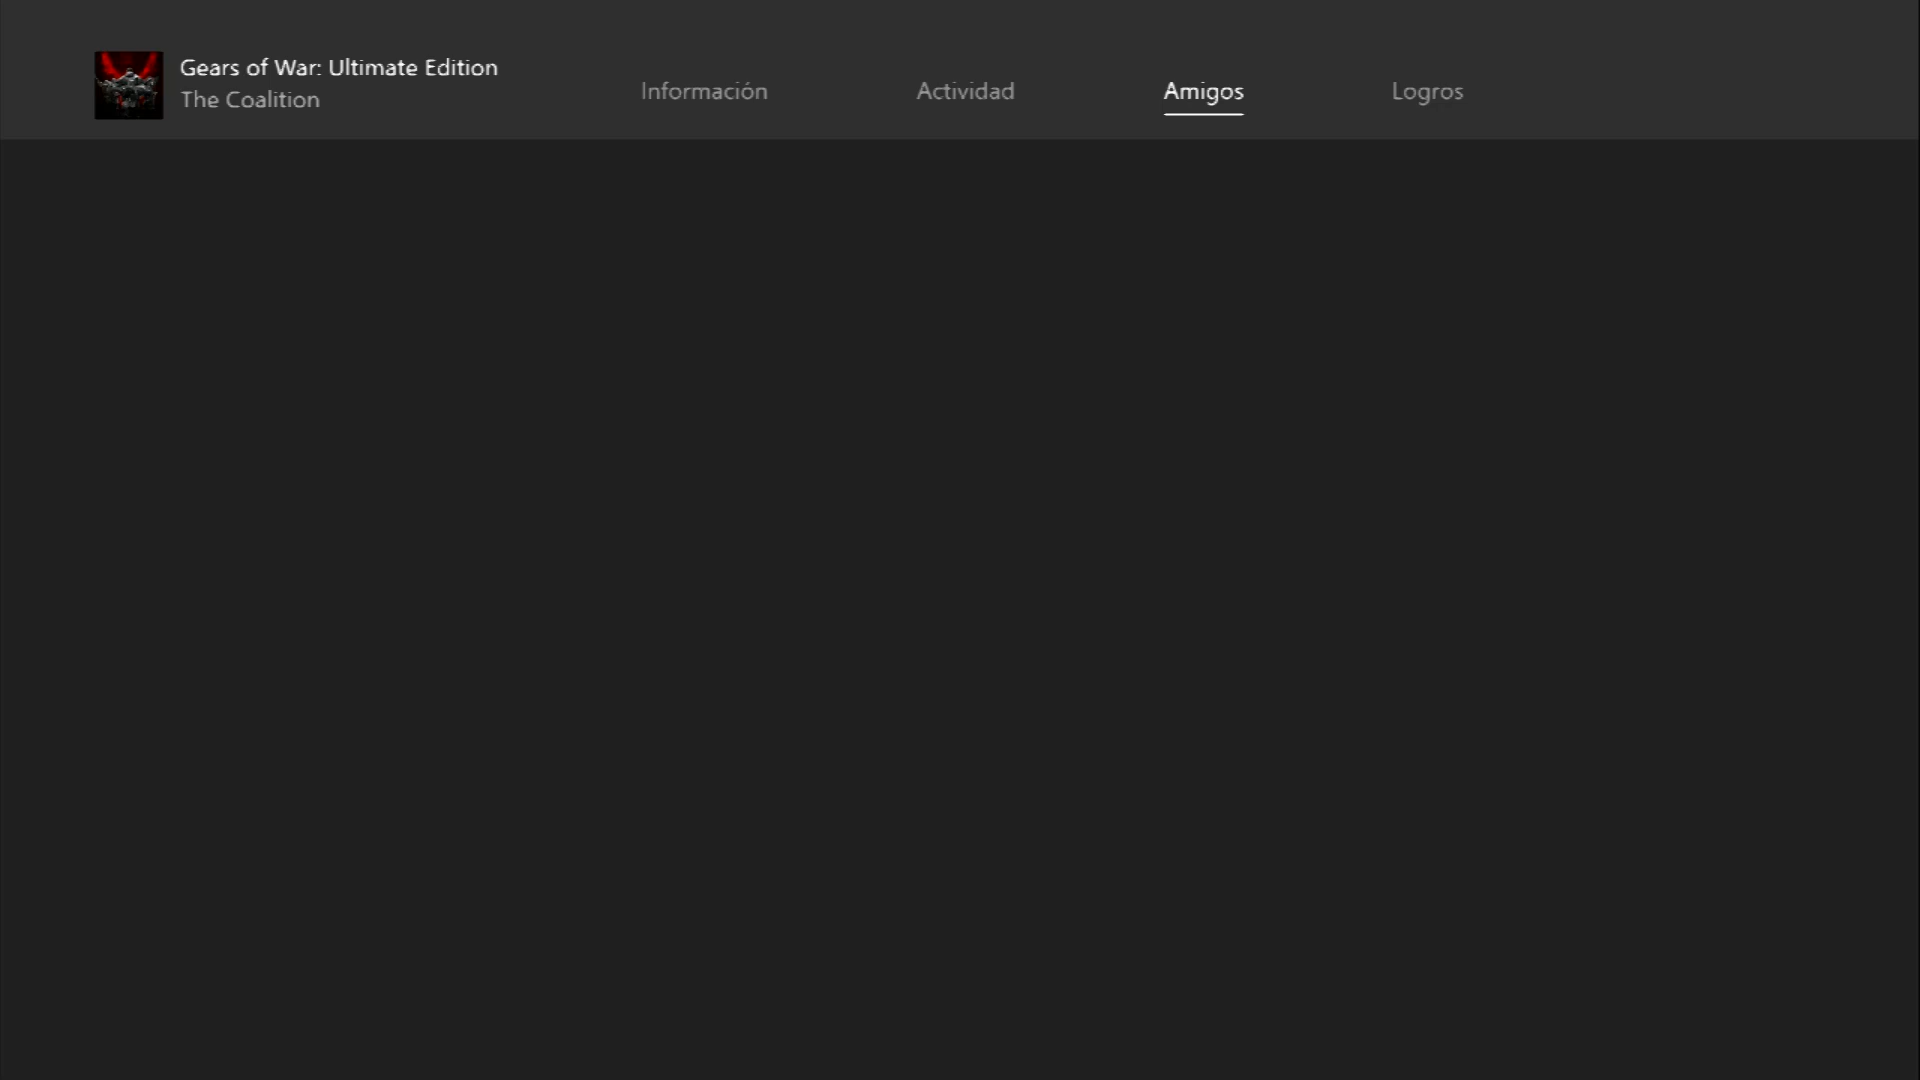 Gears of War: Ultimate Edition
The Coalition
Información
Actividad
Amigos
Logros